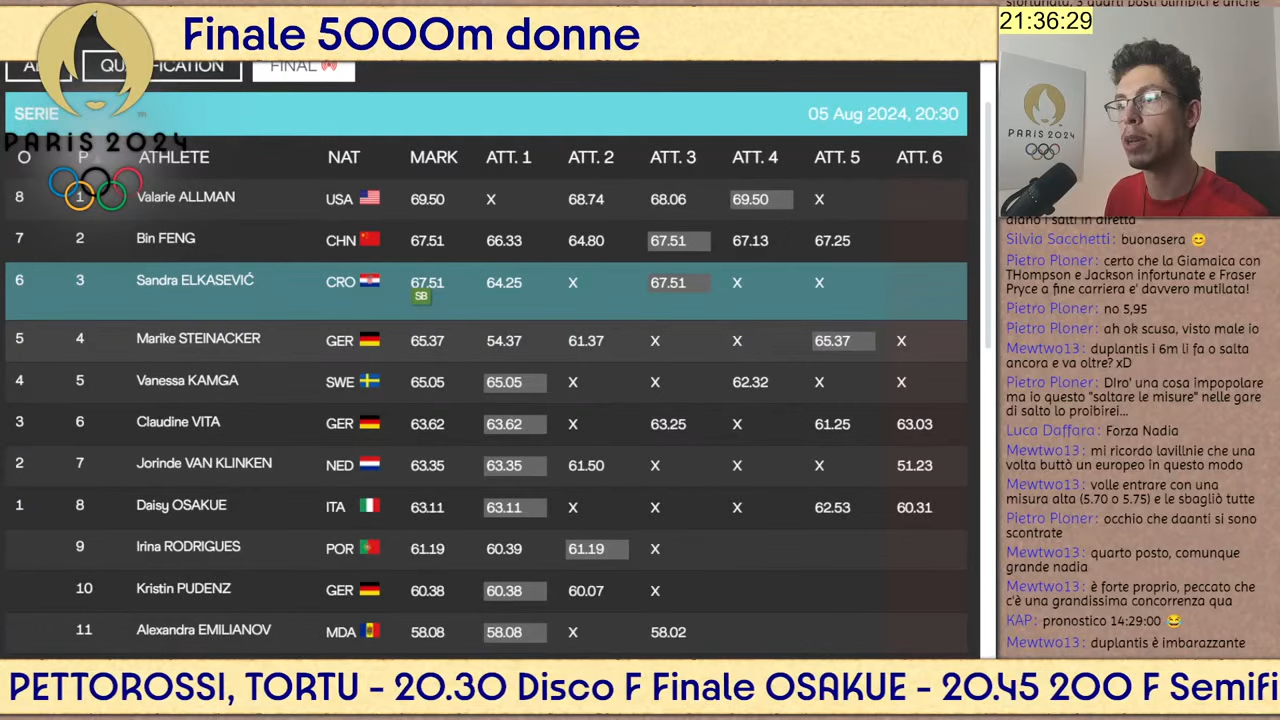 sfortunata, 3 quarti posti olimpici e anche
Finale 5000m donne
21:36:29
QUALIFICATION
FINAL
SERIE
05 Aug 2024, 20:30
PARIS 2024
O P ATHLETE NAT MARK ATT. 1 ATT. 2 ATT. 3 ATT. 4 ATT. 5 ATT. 6
8 1 Valarie ALLMAN USA 69.50 X 68.74 68.06 69.50 X
7 2 Bin FENG CHN 67.51 66.33 64.80 67.51 67.13 67.25
6 3 Sandra ELKASEVIĆ CRO 67.51 64.25 X 67.51 X X
SB
5 4 Marike STEINACKER GER 65.37 54.37 61.37 X X 65.37 X
4 5 Vanessa KAMGA SWE 65.05 65.05 X X 62.32 X X
3 6 Claudine VITA GER 63.62 63.62 X 63.25 X 61.25 63.03
2 7 Jorinde VAN KLINKEN NED 63.35 63.35 61.50 X X X 51.23
1 8 Daisy OSAKUE ITA 63.11 63.11 X X X 62.53 60.31
9 Irina RODRIGUES POR 61.19 60.39 61.19 X
10 Kristin PUDENZ GER 60.38 60.38 60.07 X
11 Alexandra EMILIANOV MDA 58.08 58.08 X 58.02
PARIS 2024
diano i salti in diretta
Silvia Sacchetti: buonasera 😊
Pietro Ploner: certo che la Giamaica con
THompson e Jackson infortunate e Fraser
Pryce a fine carriera e' davvero mutilata!
Pietro Ploner: no 5,95
Pietro Ploner: ah ok scusa, visto male io
Mewtwo13: duplantis i 6m li fa o salta
ancora e va oltre? xD
Pietro Ploner: DIro' una cosa impopolare
ma io questo "saltare le misure" nelle gare
di salto lo proibirei...
Luca Daffara: Forza Nadia
Mewtwo13: mi ricordo lavillnie che una
volta buttò un europeo in questo modo
Mewtwo13: volle entrare con una
misura alta (5.70 o 5.75) e le sbagliò tutte
Pietro Ploner: occhio che daanti si sono
scontrate
Mewtwo13: quarto posto, comunque
grande nadia
Mewtwo13: è forte proprio, peccato che
c'è una grandissima concorrenza qua
KAP: pronostico 14:29:00 😂
Mewtwo13: duplantis è imbarazzante
PETTOROSSI, TORTU - 20.30 Disco F Finale OSAKUE - 20.45 200 F Semifi